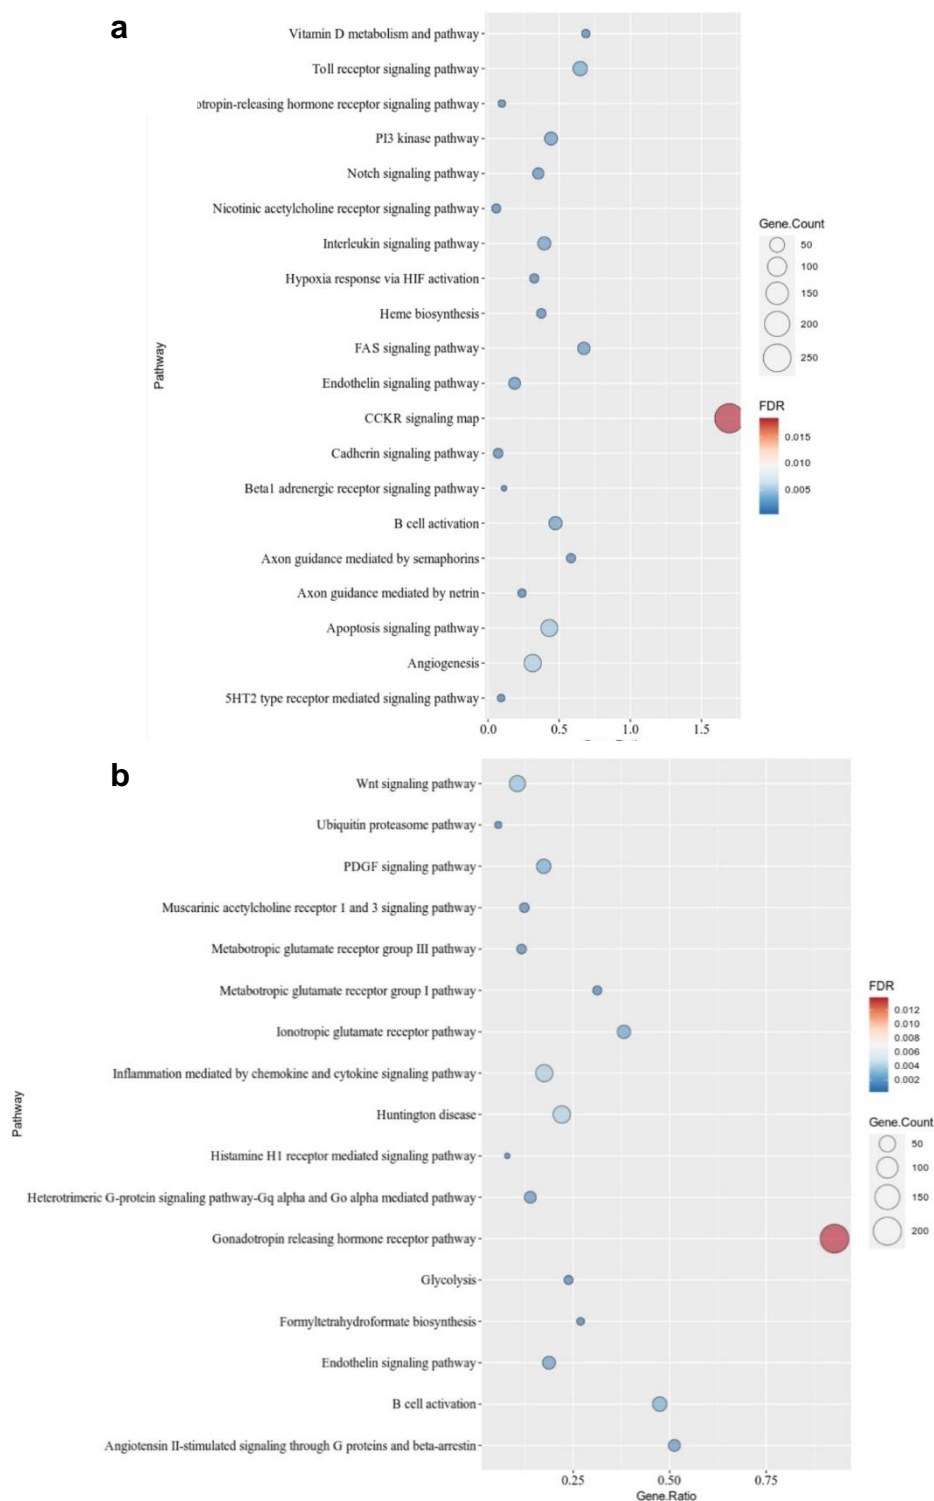 a
Vitamin D metabolism and pathway
Toll receptor signaling pathway
otropin-releasing hormone receptor signaling pathway
PI3 kinase pathway
Notch signaling pathway
Nicotinic acetylcholine receptor signaling pathway
Interleukin signaling pathway
Hypoxia response via HIF activation
Heme biosynthesis
FAS signaling pathway
Endothelin signaling pathway
CCKR signaling map
Cadherin signaling pathway
Beta1 adrenergic receptor signaling pathway
B cell activation
Axon guidance mediated by semaphorins
Axon guidance mediated by netrin
Apoptosis signaling pathway
Angiogenesis
5HT2 type receptor mediated signaling pathway
Pathway
0.0 0.5 1.0 1.5
Gene.Count
50
100
150
200
250
FDR
0.015
0.010
0.005
b
Wnt signaling pathway
Ubiquitin proteasome pathway
PDGF signaling pathway
Muscarinic acetylcholine receptor 1 and 3 signaling pathway
Metabotropic glutamate receptor group III pathway
Metabotropic glutamate receptor group I pathway
Ionotropic glutamate receptor pathway
Inflammation mediated by chemokine and cytokine signaling pathway
Huntington disease
Histamine H1 receptor mediated signaling pathway
Heterotrimeric G-protein signaling pathway-Gq alpha and Go alpha mediated pathway
Gonadotropin releasing hormone receptor pathway
Glycolysis
Formyltetrahydroformate biosynthesis
Endothelin signaling pathway
B cell activation
Angiotensin II-stimulated signaling through G proteins and beta-arrestin
Pathway
0.25 0.50 0.75
Gene.Ratio
FDR
0.012
0.010
0.008
0.006
0.004
0.002
Gene.Count
50
100
150
200